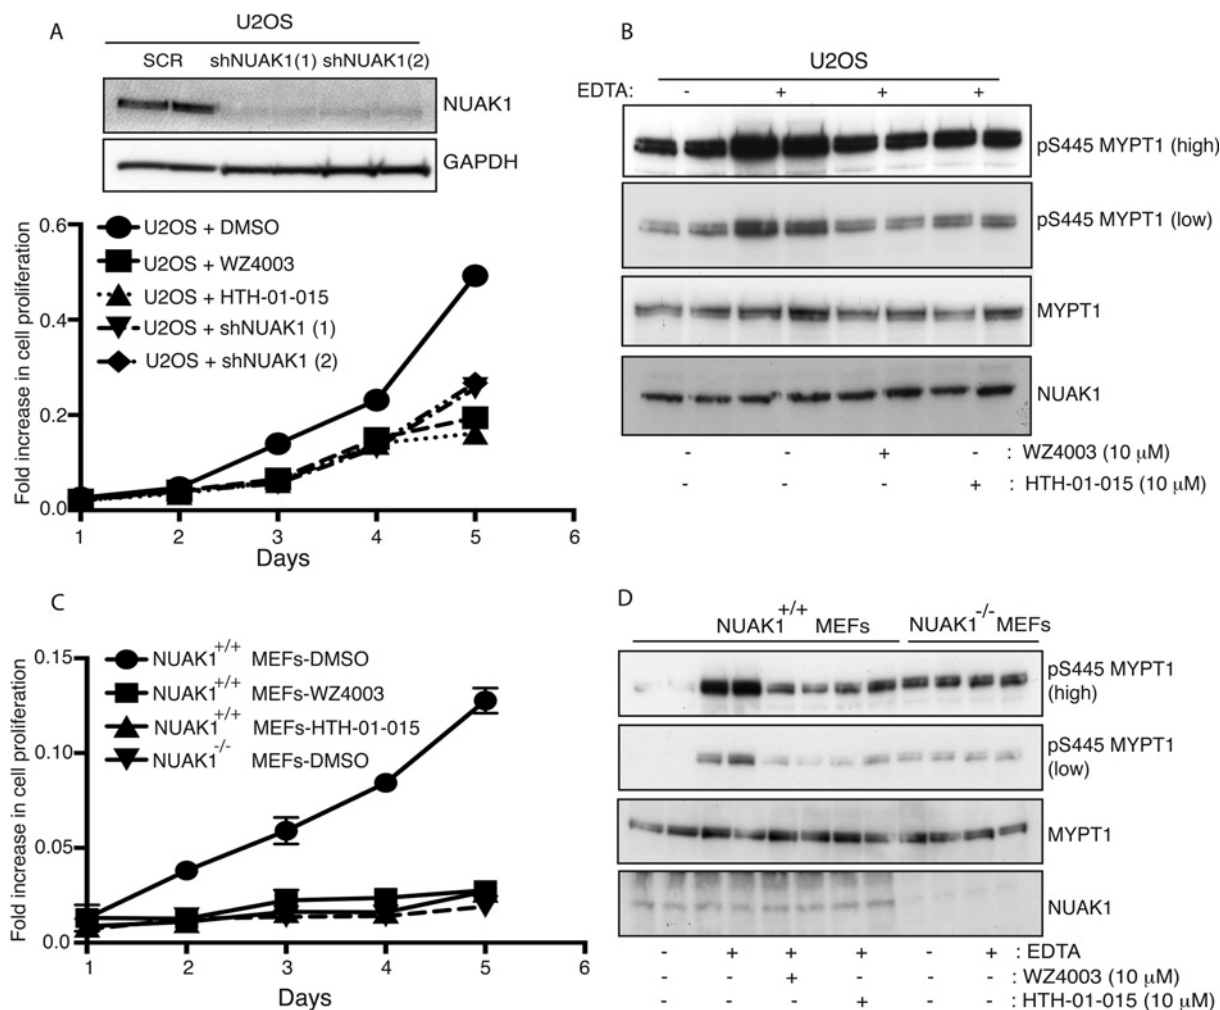 A
U2OS
SCR shNUAK1(1) shNUAK1(2)
NUAK1
GAPDH
Fold increase in cell proliferation
0.6
0.4
0.2
0.0
U2OS + DMSO
U2OS + WZ4003
U2OS + HTH-01-015
U2OS + shNUAK1 (1)
U2OS + shNUAK1 (2)
1 2 3 4 5 6
Days
B
U2OS
EDTA: - + + +
pS445 MYPT1 (high)
pS445 MYPT1 (low)
MYPT1
NUAK1
- - + - : WZ4003 (10 μM)
- - - + : HTH-01-015 (10 μM)
C
Fold increase in cell proliferation
0.15
0.10
0.05
0.0
NUAK1+/+ MEFs-DMSO
NUAK1+/+ MEFs-WZ4003
NUAK1+/+ MEFs-HTH-01-015
NUAK1-/- MEFs-DMSO
1 2 3 4 5 6
Days
D
NUAK1+/+ MEFs NUAK1-/- MEFs
pS445 MYPT1
(high)
pS445 MYPT1
(low)
MYPT1
NUAK1
- + + + - + : EDTA
- - + - - - : WZ4003 (10 μM)
- - - + - - : HTH-01-015 (10 μM)